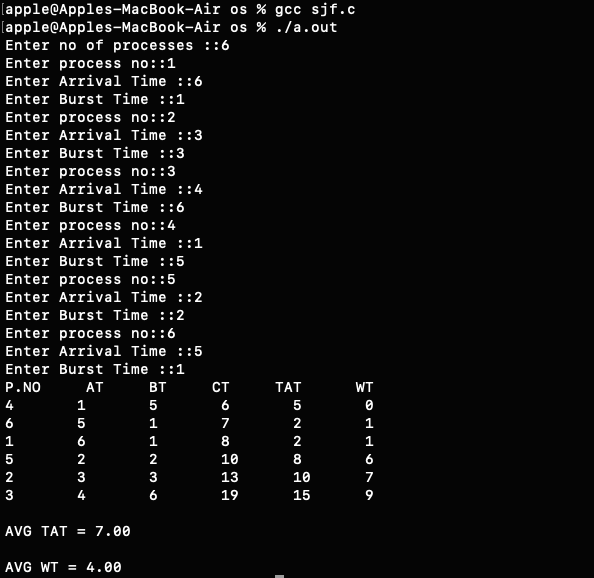 [apple@Apples-MacBook-Air os % gcc sjf.c
[apple@Apples-MacBook-Air os % ./a.out
Enter no of processes ::6
Enter process no::1
Enter Arrival Time ::6
Enter Burst Time ::1
Enter process no::2
Enter Arrival Time ::3
Enter Burst Time ::3
Enter process no::3
Enter Arrival Time ::4
Enter Burst Time ::6
Enter process no::4
Enter Arrival Time ::1
Enter Burst Time ::5
Enter process no::5
Enter Arrival Time ::2
Enter Burst Time ::2
Enter process no::6
Enter Arrival Time ::5
Enter Burst Time ::1
P.NO AT BT CT TAT WT
4 1 5 6 5 0
6 5 1 7 2 1
1 6 1 8 2 1
5 2 2 10 8 6
2 3 3 13 10 7
3 4 6 19 15 9
AVG TAT = 7.00
AVG WT = 4.00